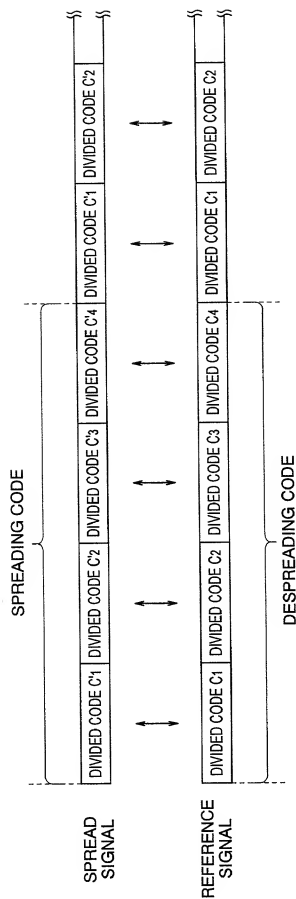 SPREADING CODE
SPREAD
SIGNAL
DIVIDED CODE C'1
DIVIDED CODE C'2
DIVIDED CODE C'3
DIVIDED CODE C'4
DIVIDED CODE C'1
DIVIDED CODE C'2
REFERENCE
SIGNAL
DIVIDED CODE C1
DIVIDED CODE C2
DIVIDED CODE C3
DIVIDED CODE C4
DIVIDED CODE C1
DIVIDED CODE C2
DESPREADING CODE